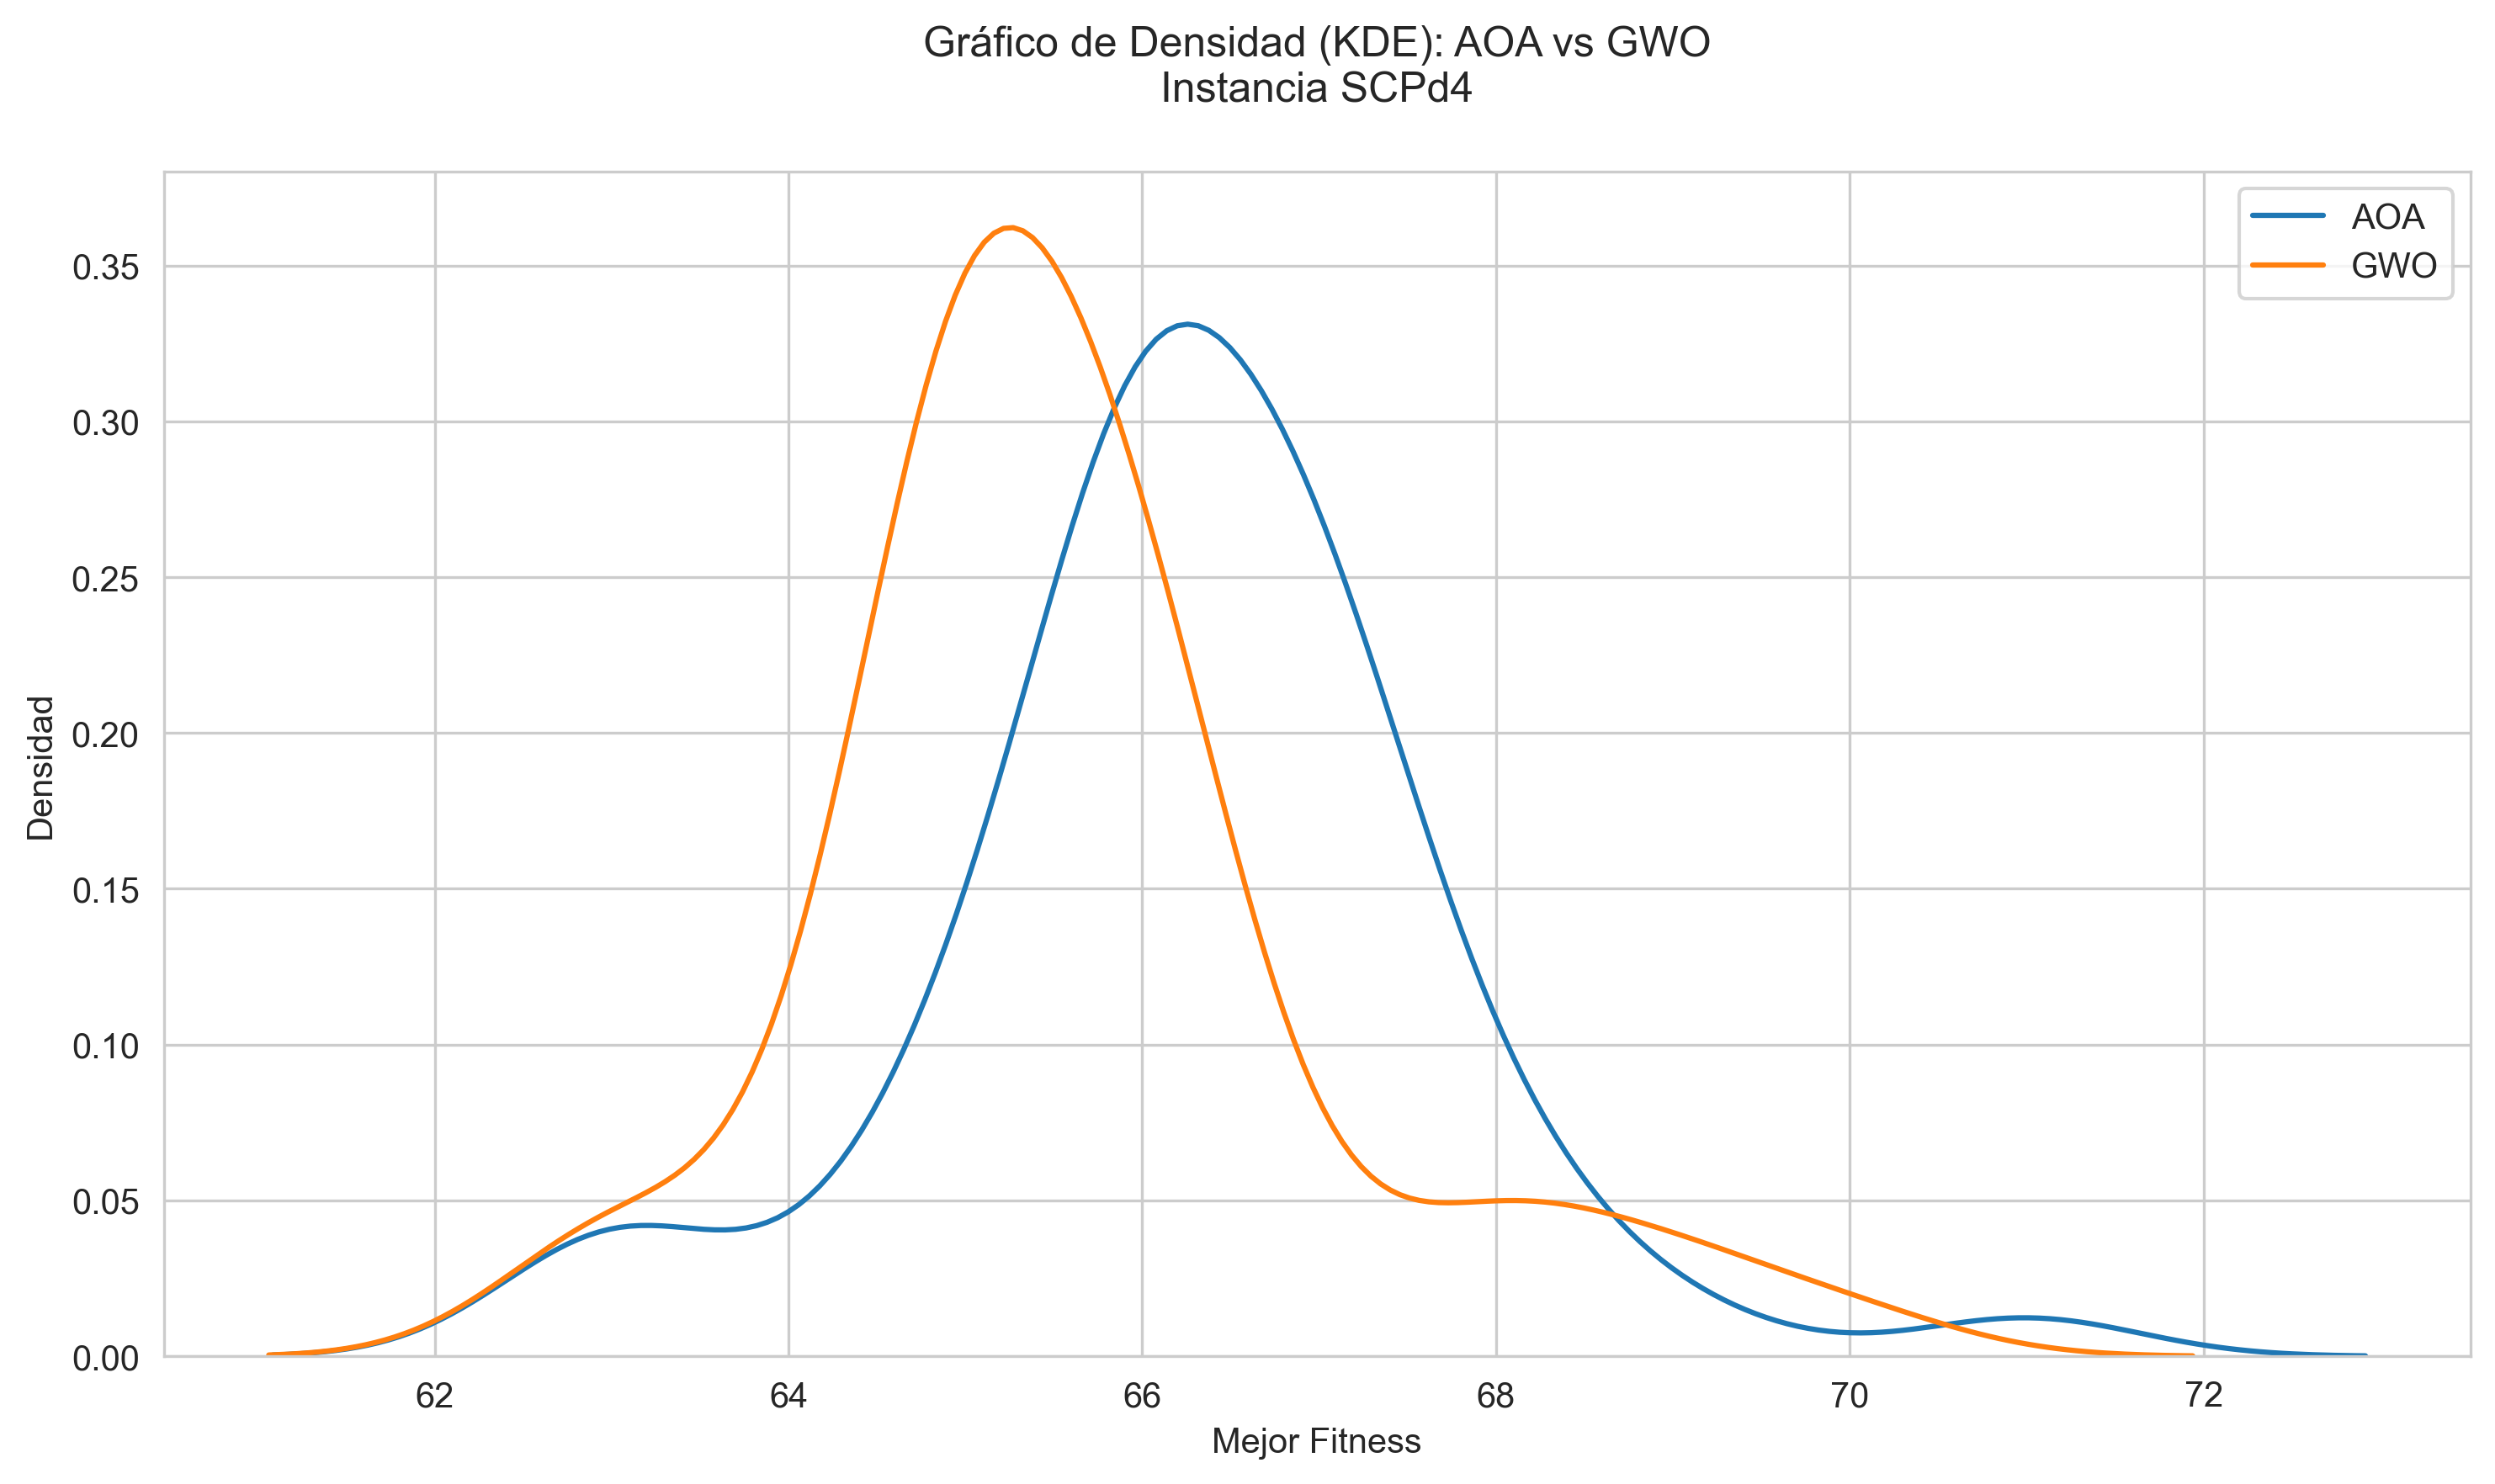 Gráfico de Densidad (KDE): AOA vs GWO
Instancia SCPd4
AOA
GWO
0.35
0.30
0.25
0.20
0.15
0.10
0.05
0.00
Densidad
62 64 66 68 70 72
Mejor Fitness